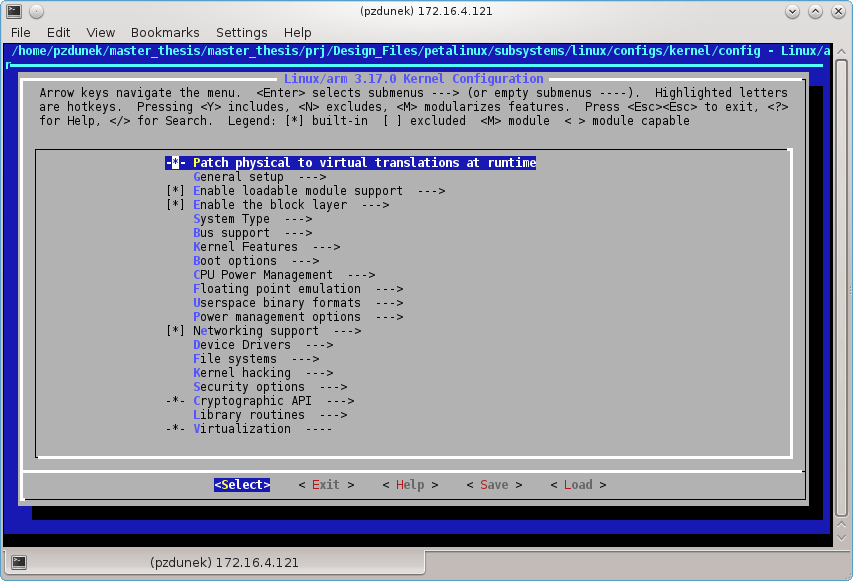 (pzdunek) 172.16.4.121
File Edit View Bookmarks Settings Help
/home/pzdunek/master_thesis/master_thesis/prj/Design_Files/petalinux/subsystems/linux/configs/kernel/config - Linux/a
r
Linux/arm 3.17.0 Kernel Configuration
Arrow keys navigate the menu.  <Enter> selects submenus ---> (or empty submenus ----).  Highlighted letters
are hotkeys.  Pressing <Y> includes, <N> excludes, <M> modularizes features.  Press <Esc><Esc> to exit, <?>
for Help, </> for Search.  Legend: [*] built-in  [ ] excluded  <M> module  < > module capable
-*- Patch physical to virtual translations at runtime
General setup  --->
[*] Enable loadable module support  --->
[*] Enable the block layer  --->
System Type  --->
Bus support  --->
Kernel Features  --->
Boot options  --->
CPU Power Management  --->
Floating point emulation  --->
Userspace binary formats  --->
Power management options  --->
[*] Networking support  --->
Device Drivers  --->
File systems  --->
Kernel hacking  --->
Security options  --->
-*- Cryptographic API  --->
Library routines  --->
-*- Virtualization  ----
<Select>    < Exit >    < Help >    < Save >    < Load >
(pzdunek) 172.16.4.121